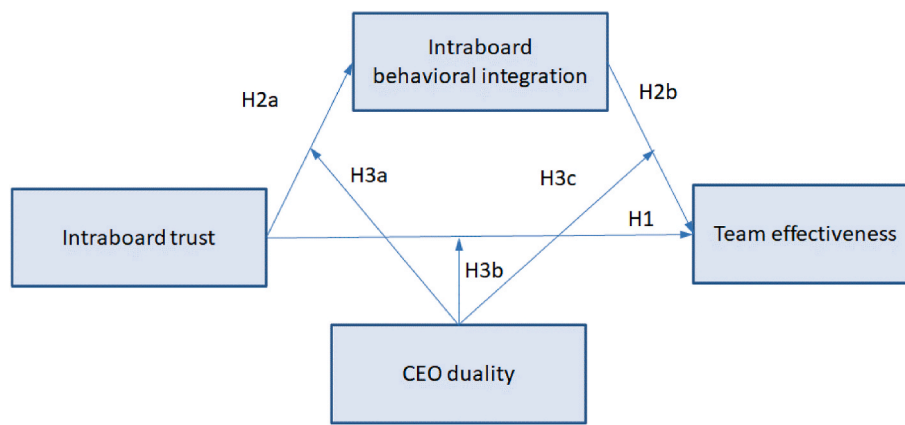 Intraboard
behavioral integration
H2a
H2b
H3a
H3c
Intraboard trust
H1
Team effectiveness
H3b
CEO duality